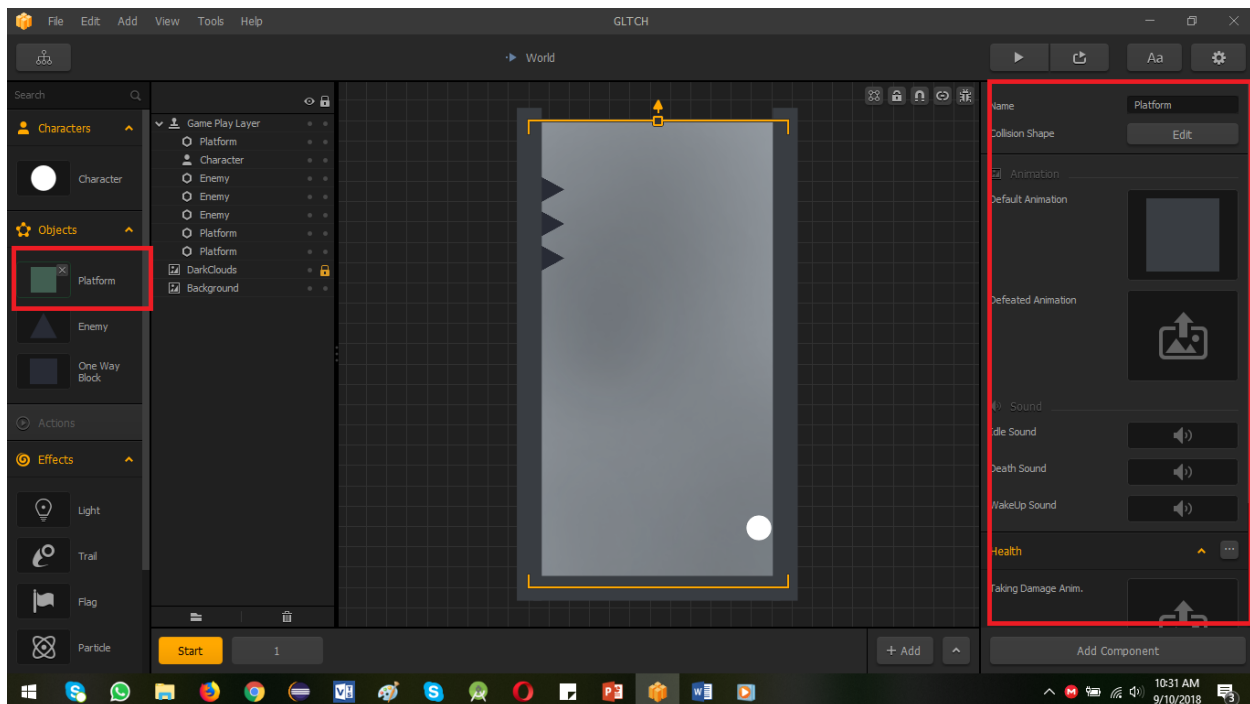 File Edit Add View Tools Help
GLTCH
World
Aa
Search
Characters
Character
Objects
Platform
Enemy
One Way
Block
Actions
Effects
Light
Trail
Flag
Particle
Game Play Layer
Platform
Character
Enemy
Enemy
Enemy
Platform
Platform
DarkClouds
Background
Start 1
+ Add
Name Platform
Collision Shape Edit
Animation
Default Animation
Defeated Animation
Sound
Idle Sound
Death Sound
WakeUp Sound
Health
Taking Damage Anim.
Add Component
10:31 AM
9/10/2018
3